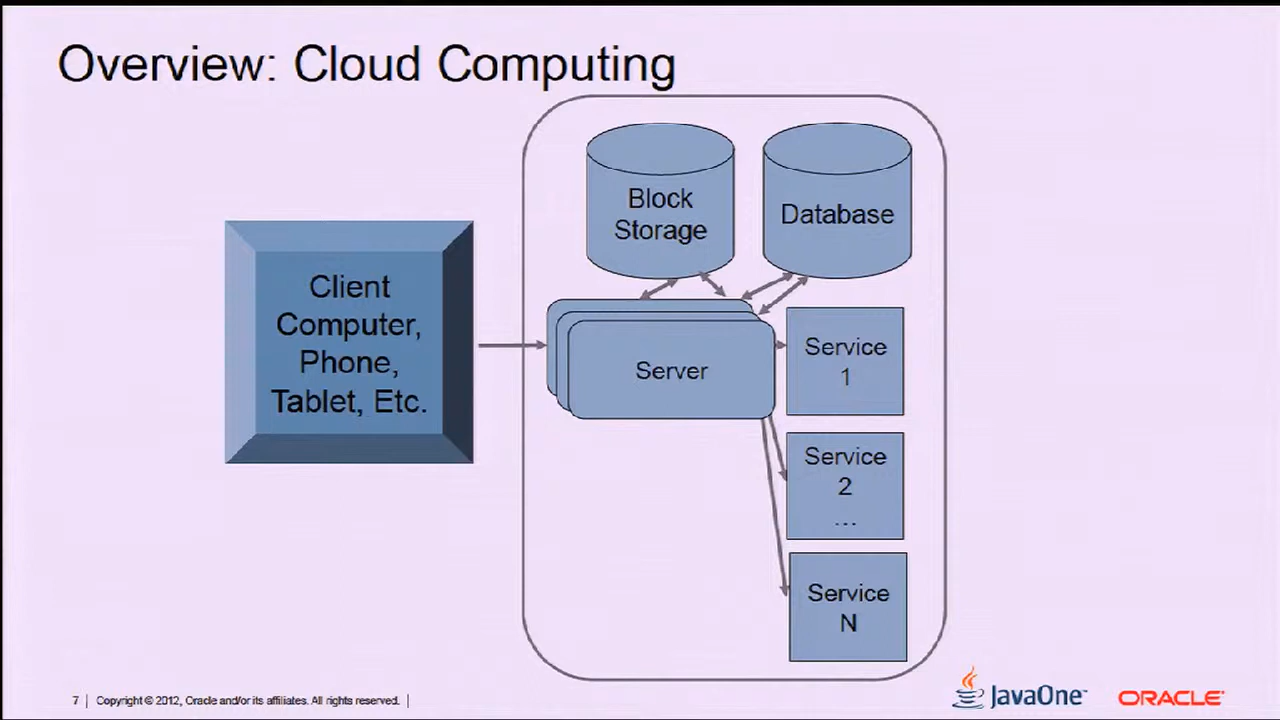 Overview: Cloud Computing
Block
Storage
Database
Client
Computer,
Phone,
Tablet, Etc.
Server
Service
1
Service
2
...
Service
N
7 | Copyright © 2012, Oracle and/or its affiliates. All rights reserved. |
JavaOne™
ORACLE®